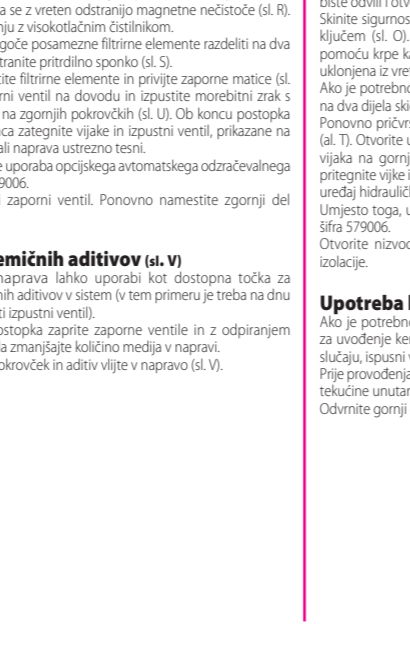 a se z vreten odstranijo magnetne nečistoče (sl. R).
nju z visokotlačnim čistilnikom.
goče posamezne filtrirne elemente razdeliti na dva
tranite pritrdilno sponko (sl. S).
ite filtrirne elemente in privijte zaporne matice (sl.
rni ventil na dovodu in izpustite morebitni zrak s
na zgornjih pokrovčkih (sl. U). Ob koncu postopka
ca zategnite vijake in izpustni ventil, prikazane na
ali naprava ustrezno tesni.
e uporaba opcijskega avtomatskega odzračevalnega
9006.
i zaporni ventil. Ponovno namestite zgornji del
emičnih aditivov (sl. V)
naprava lahko uporabi kot dostopna točka za
nih aditivov v sistem (v tem primeru je treba na dnu
ti izpustni ventil).
ostopka zaprite zaporne ventile in z odpiranjem
la zmanjšajte količino medija v napravi.
okrovček in aditiv vlijte v napravo (sl. V).
biste odvili i otv
Skinite sigurnos
ključem (sl. O).
pomoću krpe ka
uklonjena iz vret
Ako je potrebno
na dva dijela skid
Ponovno pričvrs
(al. T). Otvorite u
vijaka na gornj
pritegnite vijke i
uređaj hidraulič
Umjesto toga, u
šifra 579006.
Otvorite nizvod
izolacije.
Upotreba
Ako je potrebno
za uvođenje ker
slučaju, ispusni v
Prije provođenja
tekućine unutar
Odvrnite gornji